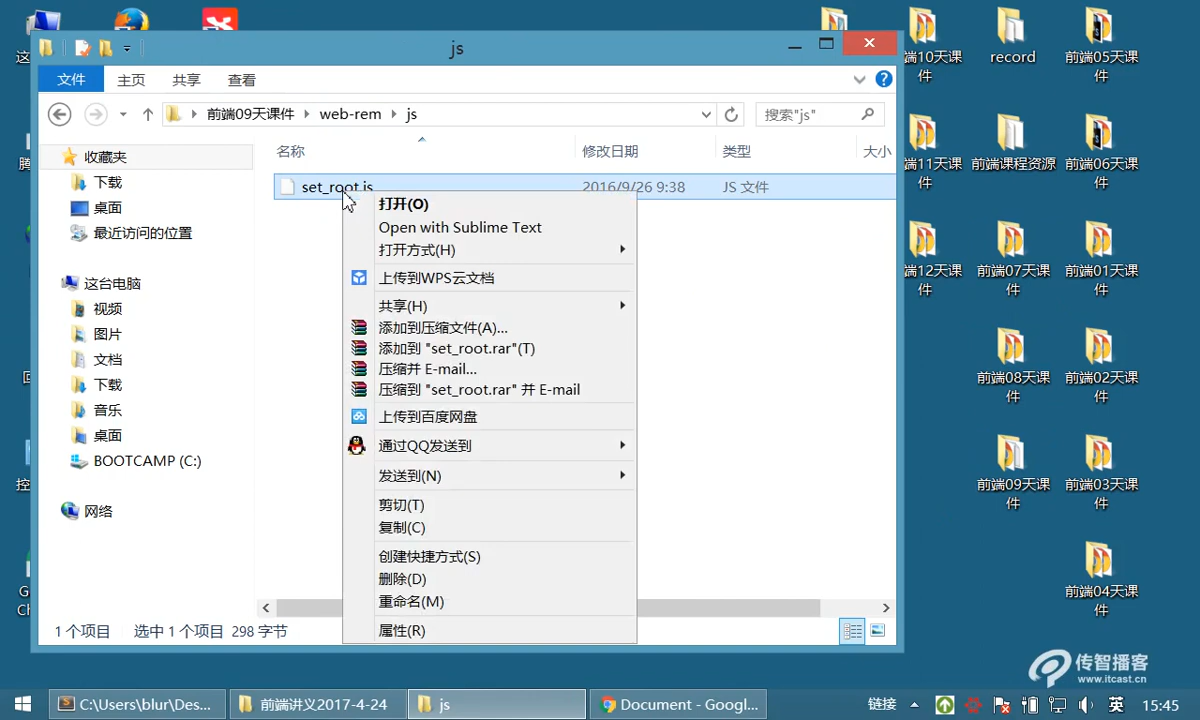 js
文件 主页 共享 查看
前端09天课件 web-rem js
搜索"js"
名称 修改日期 类型 大小
set_root.js 2016/9/26 9:38 JS 文件
收藏夹
下载
桌面
最近访问的位置
这台电脑
视频
图片
文档
下载
音乐
桌面
BOOTCAMP (C:)
网络
打开(O)
Open with Sublime Text
打开方式(H)
上传到WPS云文档
共享(H)
添加到压缩文件(A)...
添加到 "set_root.rar"(T)
压缩并 E-mail...
压缩到 "set_root.rar" 并 E-mail
上传到百度网盘
通过QQ发送到
发送到(N)
剪切(T)
复制(C)
创建快捷方式(S)
删除(D)
重命名(M)
属性(R)
1 个项目 选中 1 个项目 298 字节
这
腾
回
控
G
Ch
端10天课
件
record
前端05天课
件
端11天课
件
前端课程资源
前端06天课
件
端12天课
件
前端07天课
件
前端01天课
件
前端08天课
件
前端02天课
件
前端09天课
件
前端03天课
件
前端04天课
件
传智播客
www.itcast.cn
C:\Users\blur\Des...
前端讲义2017-4-24
js
Document - Googl...
链接
英
15:45